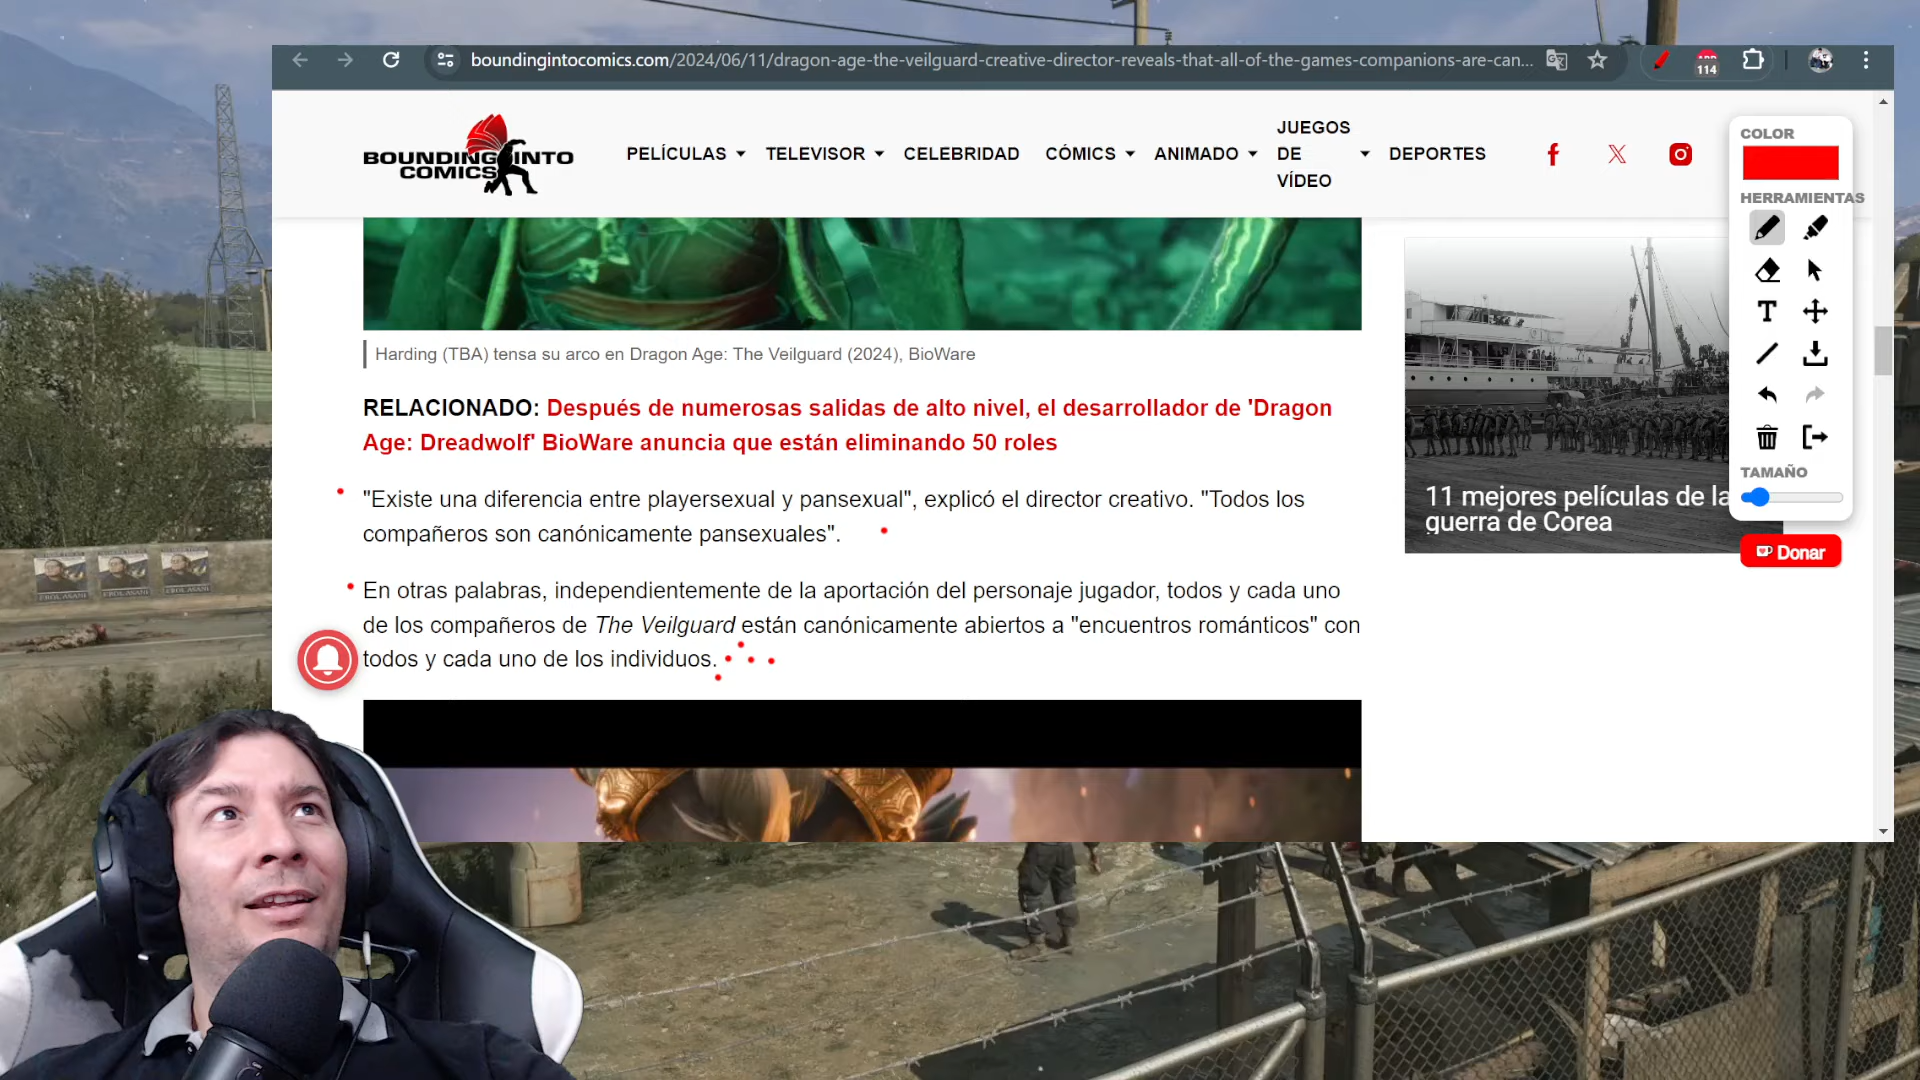 boundingintocomics.com/2024/06/11/dragon-age-the-veilguard-creative-director-reveals-that-all-of-the-games-companions-are-can...
114
BOUNDING INTO
COMICS
PELÍCULAS
TELEVISOR
CELEBRIDAD
CÓMICS
ANIMADO
JUEGOS
DE
VÍDEO
DEPORTES
COLOR
HERRAMIENTAS
T
TAMAÑO
Donar
Harding (TBA) tensa su arco en Dragon Age: The Veilguard (2024), BioWare
RELACIONADO: Después de numerosas salidas de alto nivel, el desarrollador de 'Dragon
Age: Dreadwolf' BioWare anuncia que están eliminando 50 roles
"Existe una diferencia entre playersexual y pansexual", explicó el director creativo. "Todos los
compañeros son canónicamente pansexuales".
En otras palabras, independientemente de la aportación del personaje jugador, todos y cada uno
de los compañeros de The Veilguard están canónicamente abiertos a "encuentros románticos" con
todos y cada uno de los individuos.
11 mejores películas de la
guerra de Corea